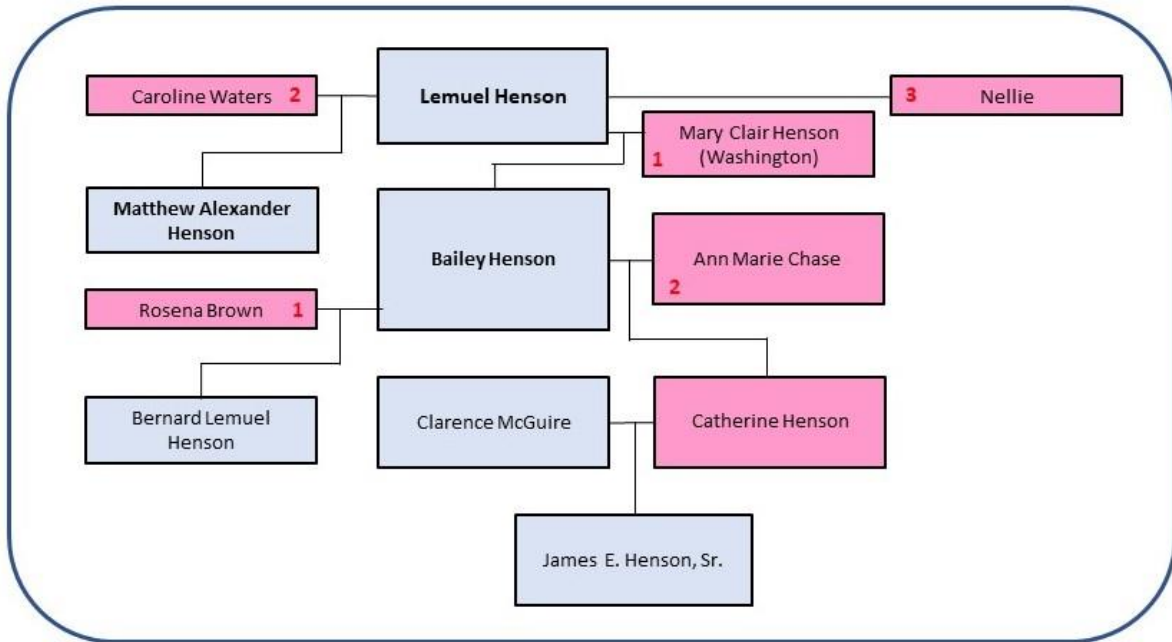 Caroline Waters 2
Lemuel Henson
3 Nellie
Mary Clair Henson
(Washington)
1
Matthew Alexander
Henson
Bailey Henson
Ann Marie Chase
2
Rosena Brown 1
Bernard Lemuel
Henson
Clarence McGuire
Catherine Henson
James E. Henson, Sr.